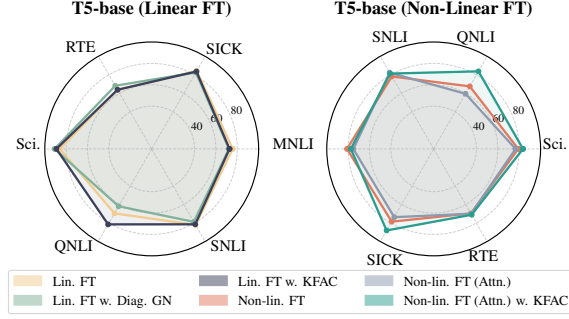 T5-base (Linear FT)
T5-base (Non-Linear FT)
RTE
SICK
Sci.
QNLI
SNLI
40
60
80
SNLI
QNLI
MNLI
Sci.
SICK
RTE
40
60
80
Lin. FT
Lin. FT w. KFAC
Non-lin. FT (Attn.)
Lin. FT w. Diag. GN
Non-lin. FT
Non-lin. FT (Attn.) w. KFAC